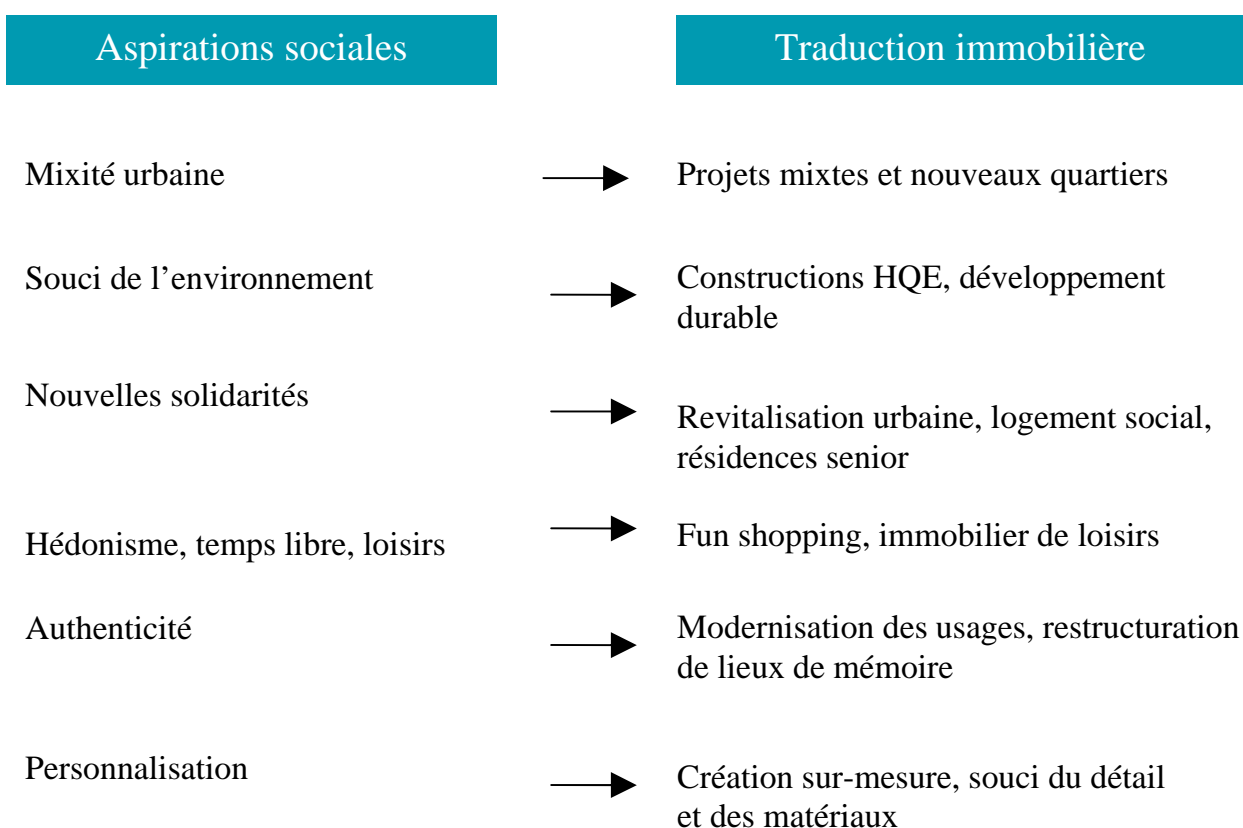 Aspirations sociales
Traduction immobilière
Mixité urbaine
Projets mixtes et nouveaux quartiers
Souci de l’environnement
Constructions HQE, développement
durable
Nouvelles solidarités
Revitalisation urbaine, logement social,
résidences senior
Hédonisme, temps libre, loisirs
Fun shopping, immobilier de loisirs
Authenticité
Modernisation des usages, restructuration
de lieux de mémoire
Personnalisation
Création sur-mesure, souci du détail
et des matériaux